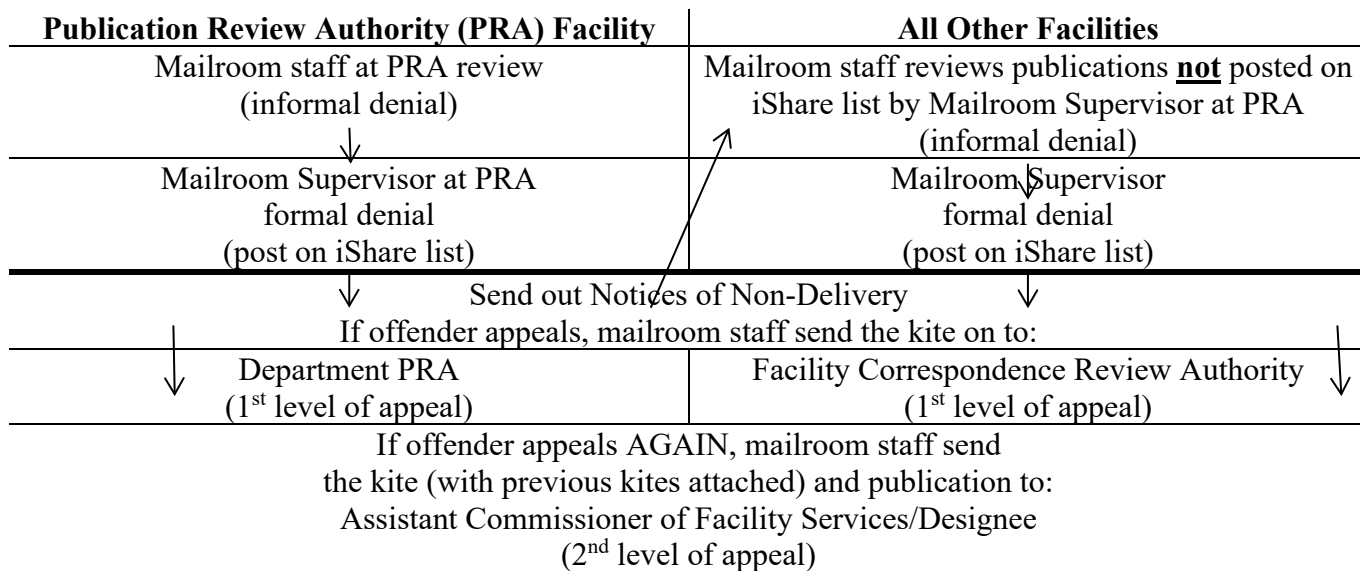 Publication Review Authority (PRA) Facility
All Other Facilities
Mailroom staff at PRA review
(informal denial)
Mailroom staff reviews publications not posted on
iShare list by Mailroom Supervisor at PRA
(informal denial)
Mailroom Supervisor at PRA
formal denial
(post on iShare list)
Mailroom Supervisor
formal denial
(post on iShare list)
Send out Notices of Non-Delivery
If offender appeals, mailroom staff send the kite on to:
Department PRA
(1st level of appeal)
Facility Correspondence Review Authority
(1st level of appeal)
If offender appeals AGAIN, mailroom staff send
the kite (with previous kites attached) and publication to:
Assistant Commissioner of Facility Services/Designee
(2nd level of appeal)